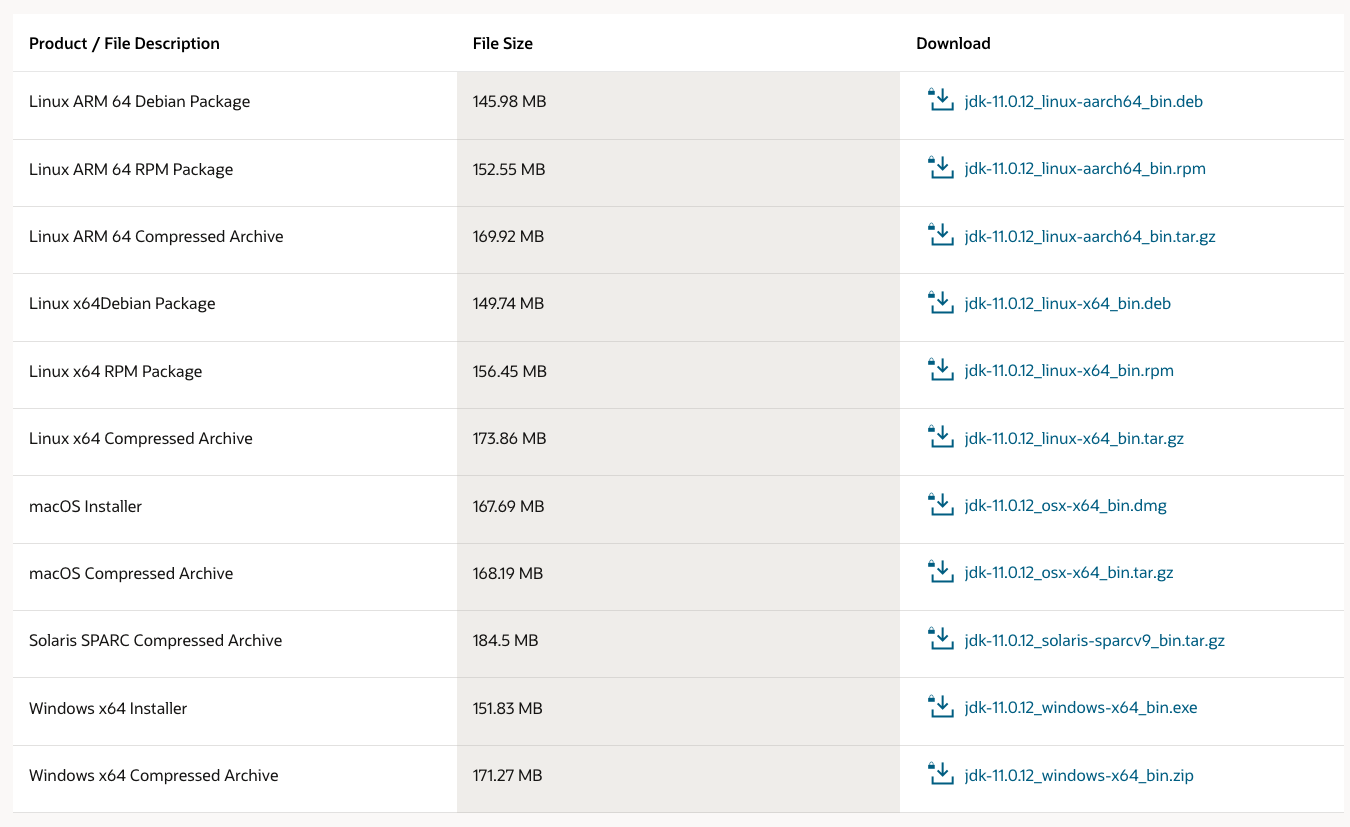 Product / File Description File Size Download
Linux ARM 64 Debian Package 145.98 MB jdk-11.0.12_linux-aarch64_bin.deb
Linux ARM 64 RPM Package 152.55 MB jdk-11.0.12_linux-aarch64_bin.rpm
Linux ARM 64 Compressed Archive 169.92 MB jdk-11.0.12_linux-aarch64_bin.tar.gz
Linux x64Debian Package 149.74 MB jdk-11.0.12_linux-x64_bin.deb
Linux x64 RPM Package 156.45 MB jdk-11.0.12_linux-x64_bin.rpm
Linux x64 Compressed Archive 173.86 MB jdk-11.0.12_linux-x64_bin.tar.gz
macOS Installer 167.69 MB jdk-11.0.12_osx-x64_bin.dmg
macOS Compressed Archive 168.19 MB jdk-11.0.12_osx-x64_bin.tar.gz
Solaris SPARC Compressed Archive 184.5 MB jdk-11.0.12_solaris-sparcv9_bin.tar.gz
Windows x64 Installer 151.83 MB jdk-11.0.12_windows-x64_bin.exe
Windows x64 Compressed Archive 171.27 MB jdk-11.0.12_windows-x64_bin.zip